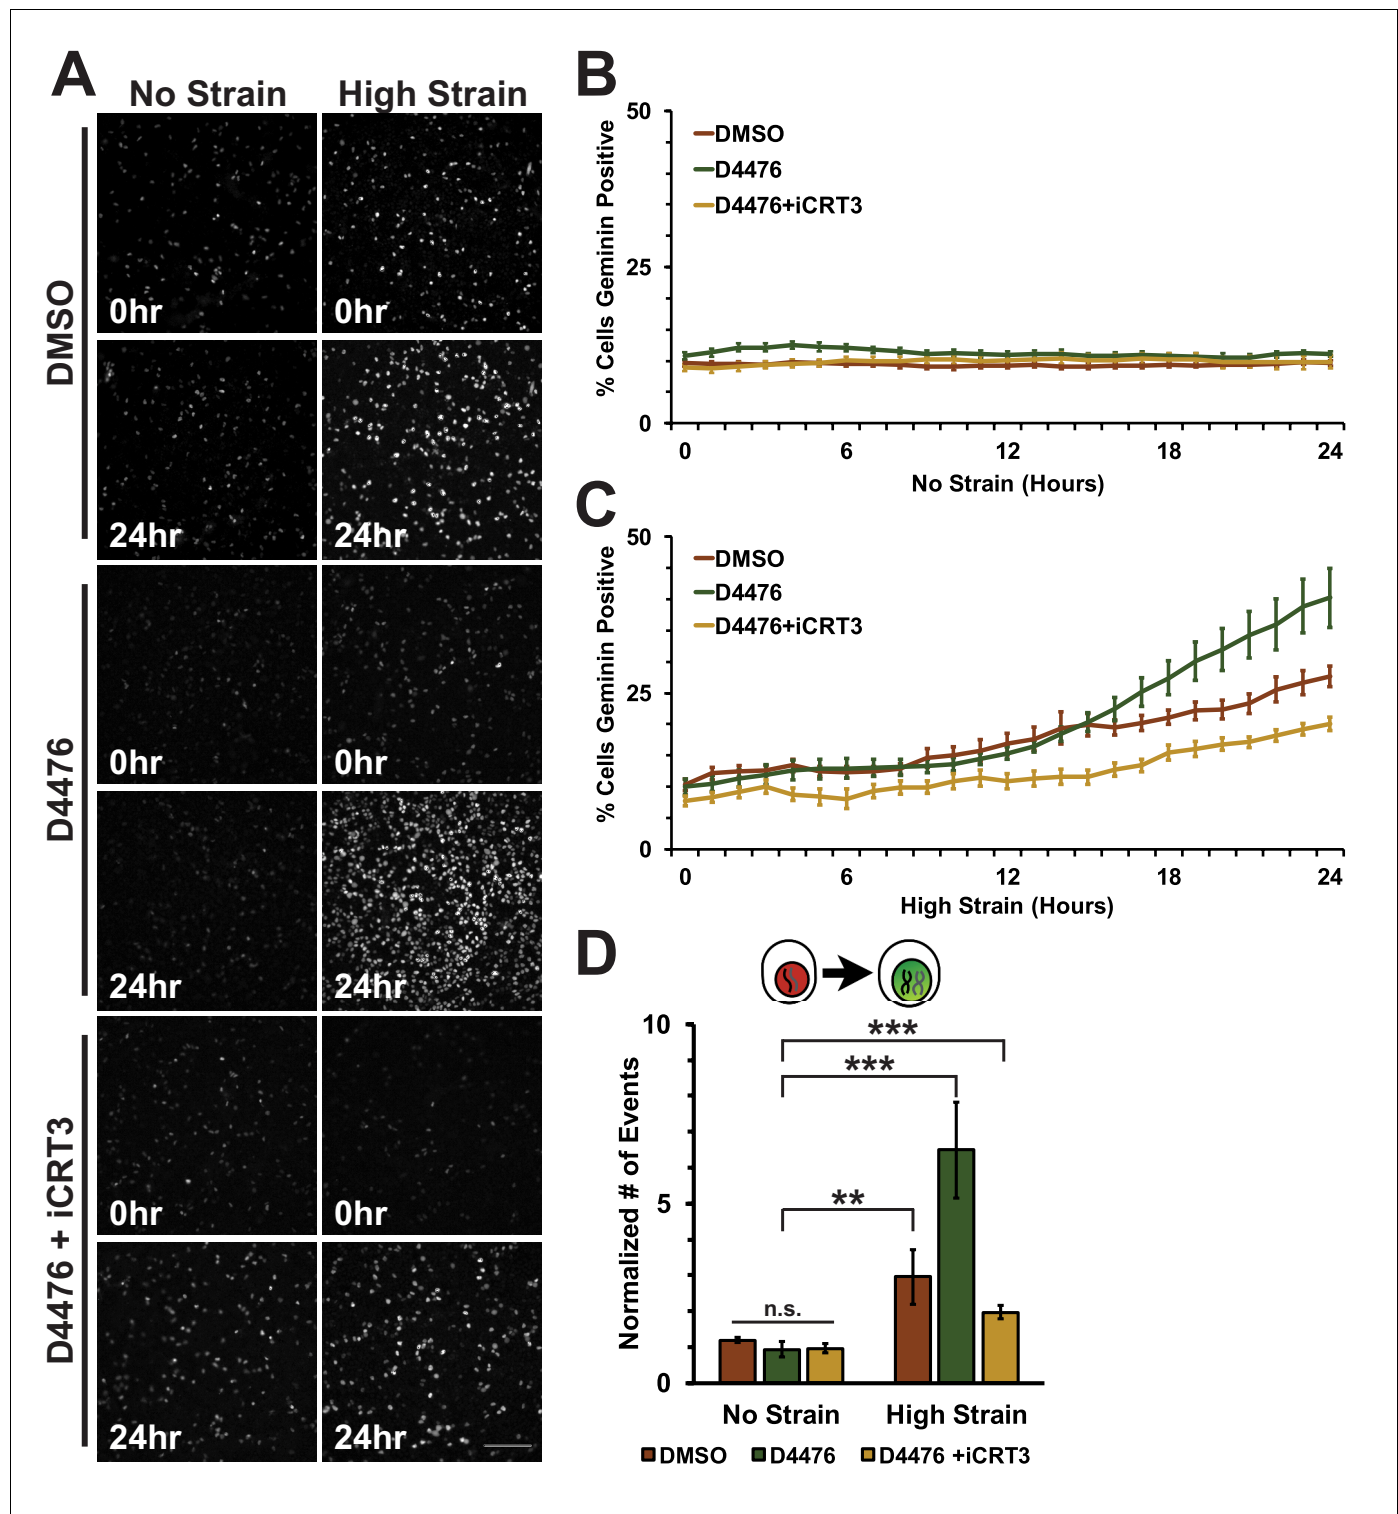 A
No Strain
High Strain
DMSO
0hr
0hr
24hr
24hr
D4476
0hr
0hr
24hr
24hr
D4476 + iCRT3
0hr
0hr
24hr
24hr
B
% Cells Geminin Positive
50
25
0
DMSO
D4476
D4476+iCRT3
0 6 12 18 24
No Strain (Hours)
C
% Cells Geminin Positive
50
25
0
DMSO
D4476
D4476+iCRT3
0 6 12 18 24
High Strain (Hours)
D
Normalized # of Events
10
5
0
***
***
**
n.s.
No Strain
High Strain
DMSO
D4476
D4476 +iCRT3